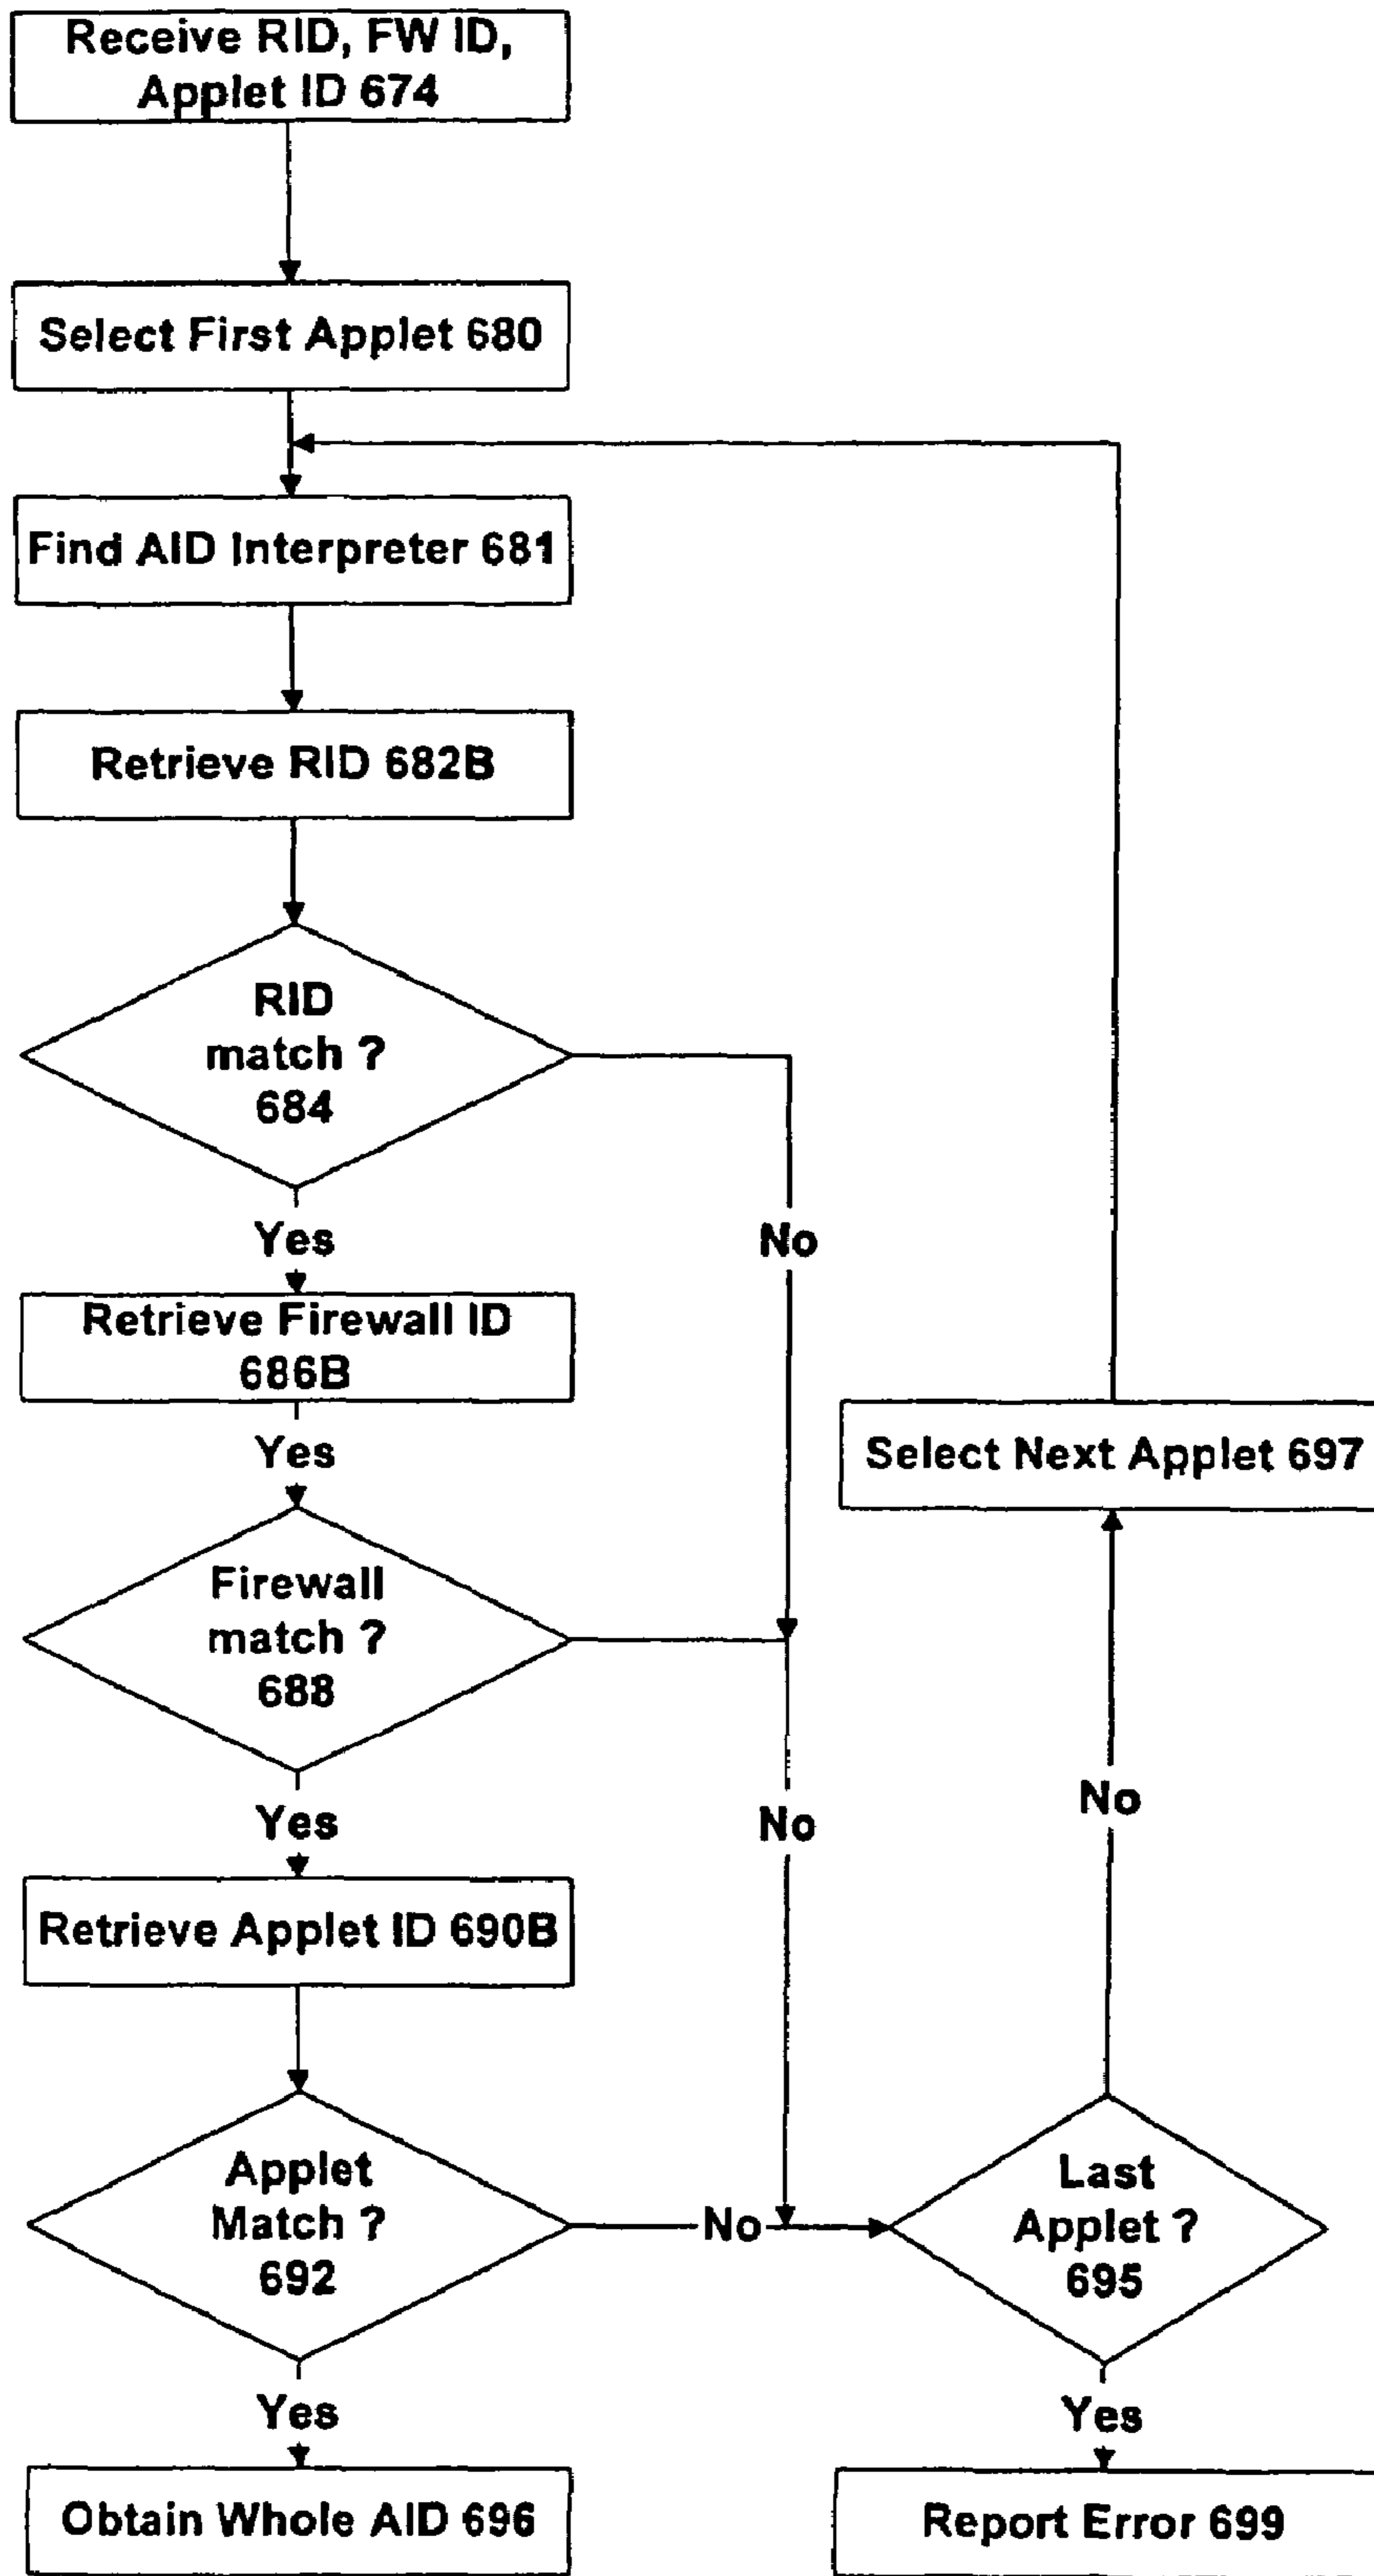 Receive RID, FW ID,
Applet ID 674
Select First Applet 680
Find AID Interpreter 681
Retrieve RID 682B
RID
match ?
684
Yes
No
Retrieve Firewall ID
686B
Yes
Select Next Applet 697
Firewall
match ?
688
No
Yes
No
Retrieve Applet ID 690B
Applet
Match ?
692
No
Last
Applet ?
695
Yes
Yes
Obtain Whole AID 696
Report Error 699